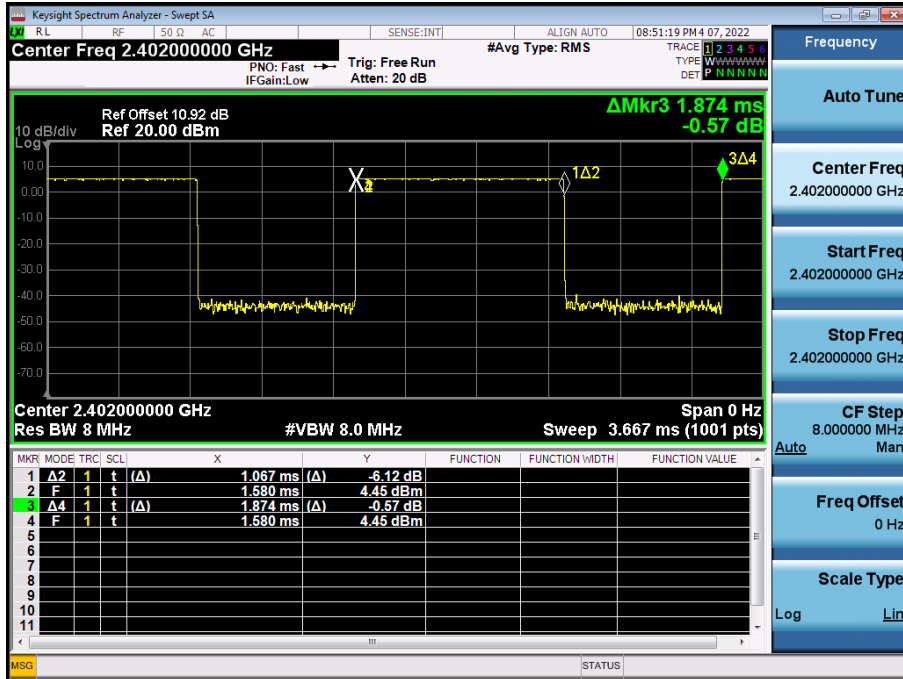 Keysight Spectrum Analyzer - Swept SA
LXI RL RF 50 Ω AC SENSE:INT ALIGN AUTO 08:51:19 PM 4 07, 2022
Center Freq 2.402000000 GHz
PNO: Fast
IFGain:Low
Trig: Free Run
Atten: 20 dB
#Avg Type: RMS
TRACE 1 2 3 4 5 6
TYPE WWWWWW
DET P N N N N N
Ref Offset 10.92 dB
10 dB/div Ref 20.00 dBm
Log
ΔMkr3 1.874 ms
-0.57 dB
10.0
0.00
-10.0
-20.0
-30.0
-40.0
-50.0
-60.0
-70.0
1Δ2
3Δ4
Center 2.402000000 GHz Span 0 Hz
Res BW 8 MHz #VBW 8.0 MHz Sweep 3.667 ms (1001 pts)
MKR MODE TRC SCL X Y FUNCTION FUNCTION WIDTH FUNCTION VALUE
1 Δ2 1 t (Δ) 1.067 ms (Δ) -6.12 dB
2 F 1 t 1.580 ms 4.45 dBm
3 Δ4 1 t (Δ) 1.874 ms (Δ) -0.57 dB
4 F 1 t 1.580 ms 4.45 dBm
5
6
7
8
9
10
11
MSG STATUS
Frequency
Auto Tune
Center Freq
2.402000000 GHz
Start Freq
2.402000000 GHz
Stop Freq
2.402000000 GHz
CF Step
8.000000 MHz
Auto Man
Freq Offset
0 Hz
Scale Type
Log Lin